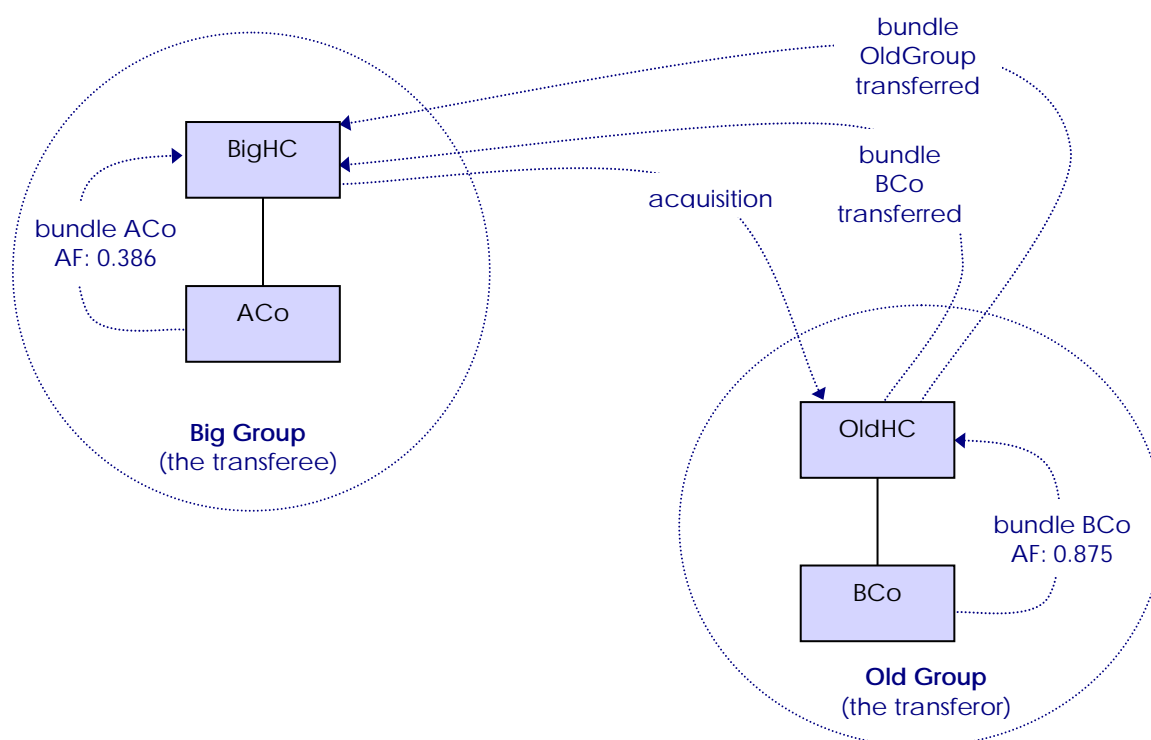 bundle
OldGroup
transferred
BigHC
bundle
BCo
transferred
acquisition
bundle ACo
AF: 0.386
ACo
Big Group
(the transferee)
OldHC
bundle BCo
AF: 0.875
BCo
Old Group
(the transferor)